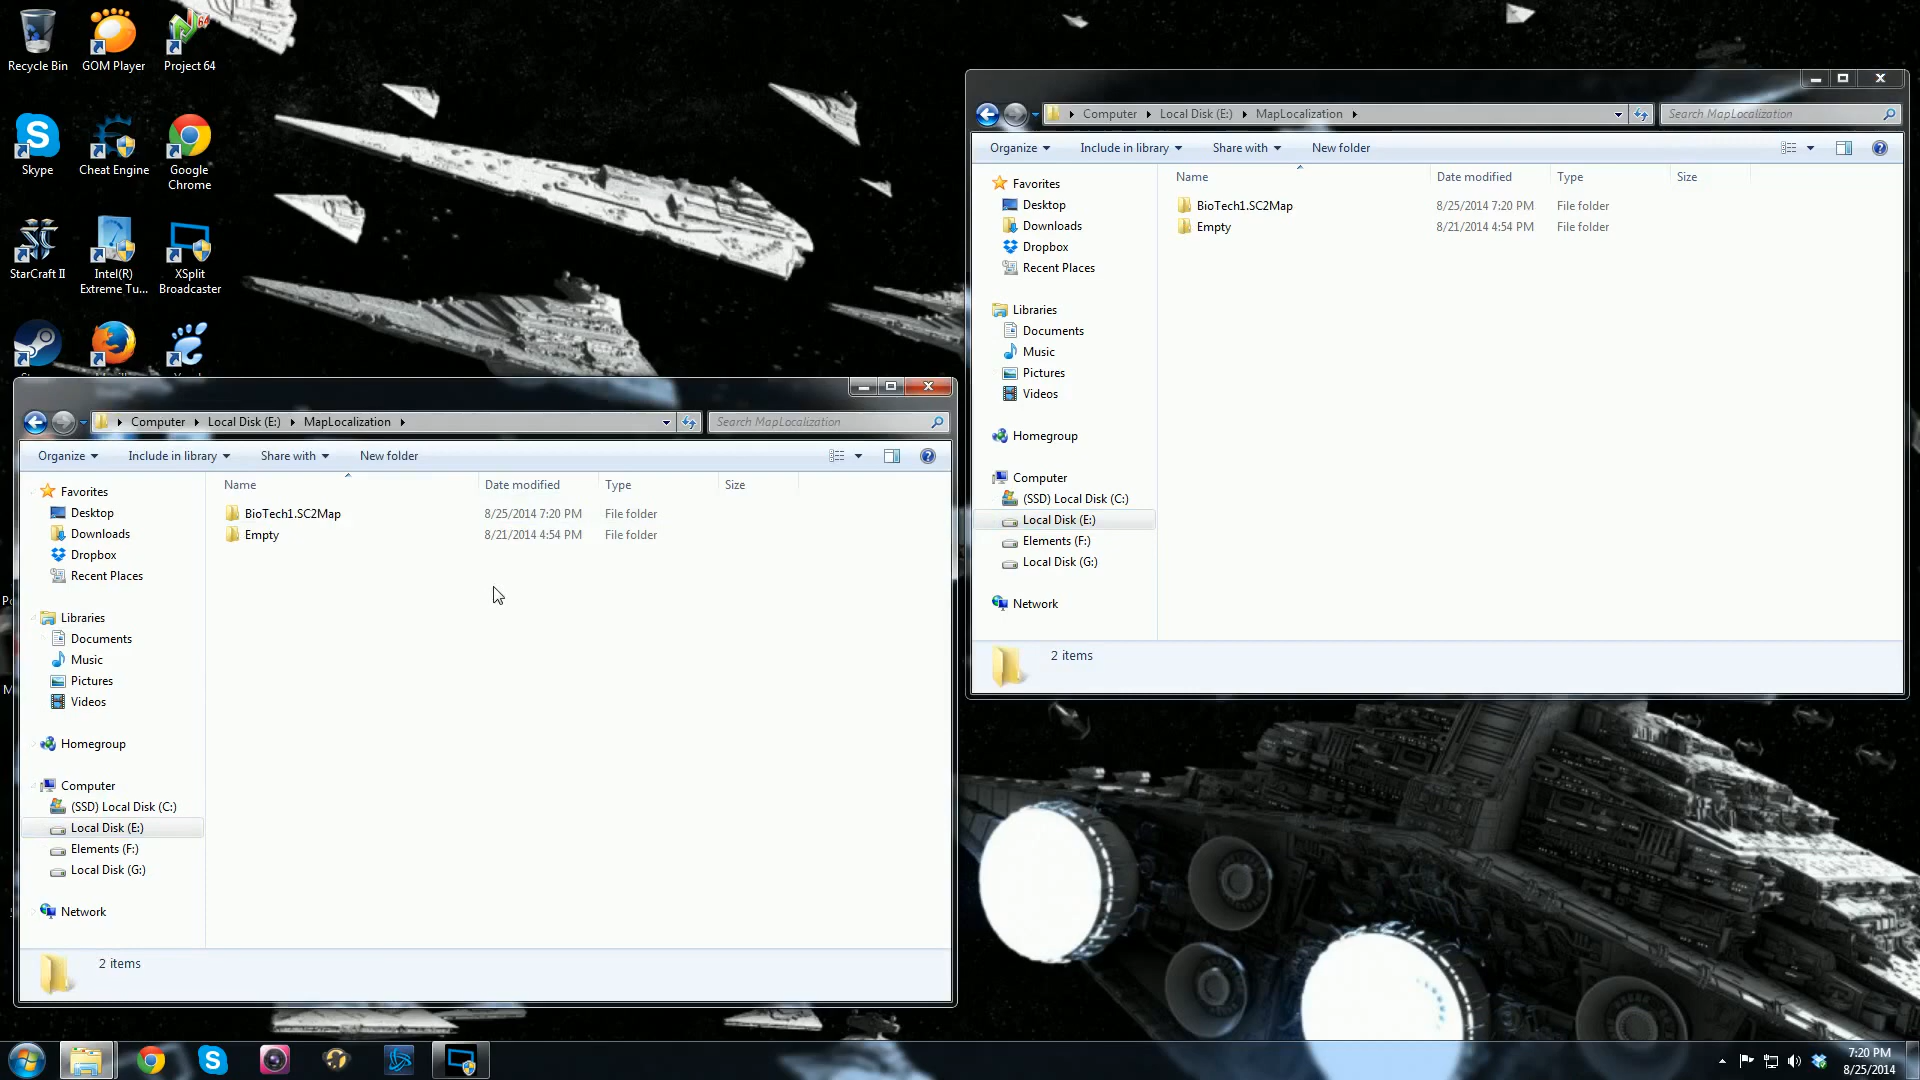 Recycle Bin
GOM Player
Project 64
Skype
Cheat Engine
Google
Chrome
StarCraft II
Intel(R)
Extreme Tu...
XSplit
Broadcaster
Computer
Local Disk (E:)
MapLocalization
Search MapLocalization
Organize
Include in library
Share with
New folder
Name
Date modified
Type
Size
Favorites
Desktop
Downloads
Dropbox
Recent Places
Libraries
Documents
Music
Pictures
Videos
Homegroup
Computer
(SSD) Local Disk (C:)
Local Disk (E:)
Elements (F:)
Local Disk (G:)
Network
BioTech1.SC2Map 8/25/2014 7:20 PM File folder
Empty 8/21/2014 4:54 PM File folder
2 items
Computer
Local Disk (E:)
MapLocalization
Search MapLocalization
Organize
Include in library
Share with
New folder
Name
Date modified
Type
Size
Favorites
Desktop
Downloads
Dropbox
Recent Places
Libraries
Documents
Music
Pictures
Videos
Homegroup
Computer
(SSD) Local Disk (C:)
Local Disk (E:)
Elements (F:)
Local Disk (G:)
Network
BioTech1.SC2Map 8/25/2014 7:20 PM File folder
Empty 8/21/2014 4:54 PM File folder
2 items
7:20 PM
8/25/2014